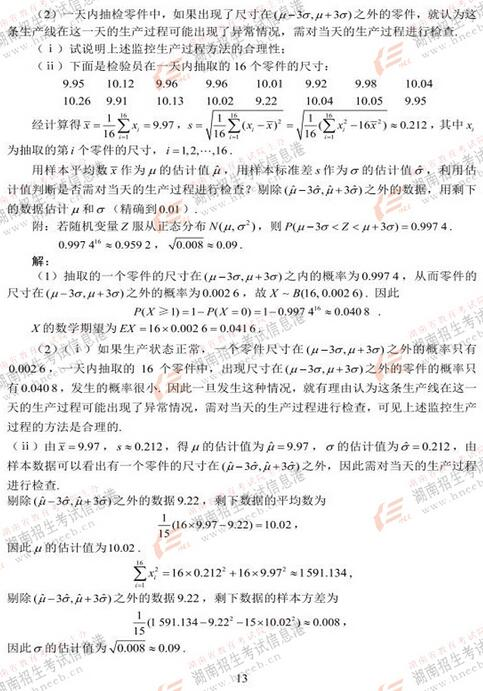 （2）一天内抽检零件中，如果出现了尺寸在(μ−3σ,μ+3σ)之外的零件，就认为这
条生产线在这一天的生产过程可能出现了异常情况，需对当天的生产过程进行检查.
（ⅰ）试说明上述监控生产过程方法的合理性；
（ⅱ）下面是检验员在一天内抽取的 16 个零件的尺寸：
9.95 10.12 9.96 9.96 10.01 9.92 9.98 10.04
10.26 9.91 10.13 10.02 9.22 10.04 10.05 9.95
经计算得 x̄ = 1/16 ∑_{i=1}^{16} x_i = 9.97，s = √(1/16 ∑_{i=1}^{16} (x_i − x̄)²) = √(1/16 (∑_{i=1}^{16} x_i² − 16x̄²)) ≈ 0.212，其中 x_i
为抽取的第 i 个零件的尺寸，i=1,2,⋯,16.
用样本平均数 x̄ 作为 μ 的估计值 μ̂，用样本标准差 s 作为 σ 的估计值 σ̂，利用估
计值判断是否需对当天的生产过程进行检查？剔除(μ̂−3σ̂,μ̂+3σ̂)之外的数据，用剩下
的数据估计 μ 和 σ（精确到 0.01）.
附：若随机变量 Z 服从正态分布 N(μ,σ²)，则 P(μ−3σ<Z<μ+3σ)=0.997 4.
0.997 4¹⁶ ≈ 0.959 2，√0.008 ≈ 0.09.
解：
（1）抽取的一个零件的尺寸在(μ−3σ,μ+3σ)之内的概率为 0.997 4，从而零件的
尺寸在(μ−3σ,μ+3σ)之外的概率为 0.002 6，故 X ~ B(16, 0.002 6). 因此
P(X≥1)=1−P(X=0)=1−0.997 4¹⁶ ≈ 0.040 8 .
X 的数学期望为 EX=16×0.002 6=0.041 6.
（2）（ⅰ）如果生产状态正常，一个零件尺寸在(μ−3σ,μ+3σ)之外的概率只有
0.002 6，一天内抽取的 16 个零件中，出现尺寸在(μ−3σ,μ+3σ)之外的零件的概率只
有 0.040 8，发生的概率很小. 因此一旦发生这种情况，就有理由认为这条生产线在这一
天的生产过程可能出现了异常情况，需对当天的生产过程进行检查，可见上述监控生产
过程的方法是合理的.
（ⅱ）由 x̄=9.97，s≈0.212，得 μ 的估计值为 μ̂=9.97，σ 的估计值为 σ̂=0.212，由
样本数据可以看出有一个零件的尺寸在(μ̂−3σ̂,μ̂+3σ̂)之外，因此需对当天的生产过程
进行检查.
剔除(μ̂−3σ̂,μ̂+3σ̂)之外的数据 9.22，剩下数据的平均数为
1/15 (16×9.97−9.22)=10.02，
因此 μ 的估计值为 10.02.
∑_{i=1}^{16} x_i² = 16×0.212² + 16×9.97² ≈ 1591.134，
剔除(μ̂−3σ̂,μ̂+3σ̂)之外的数据 9.22，剩下数据的样本方差为
1/15 (1 591.134−9.22²−15×10.02²) ≈ 0.008，
因此 σ 的估计值为 √0.008 ≈ 0.09.
13
湖南招生考试信息港
www.hneeb.cn